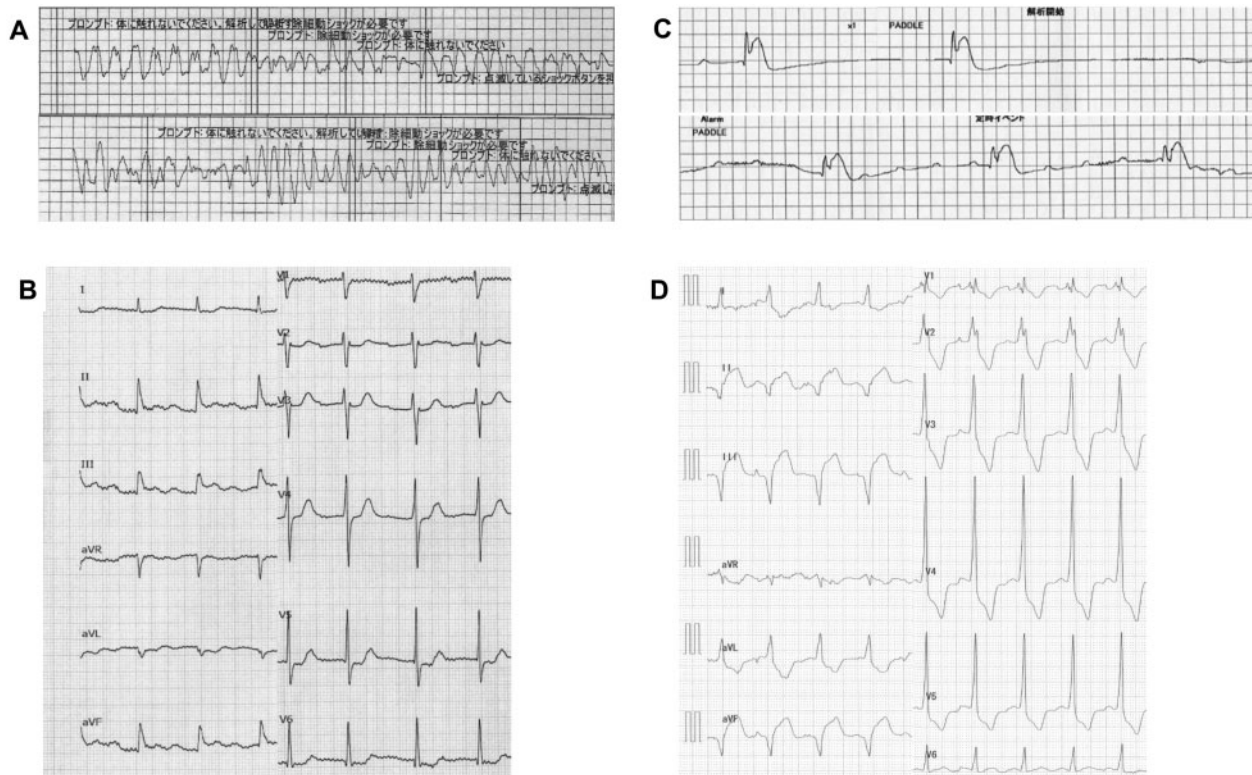 A
プロンプト: 体に触れないでください。解析して
除細動ショックが必要です
プロンプト: 除細動ショックが必要です
プロンプト: 体に触れないでください
プロンプト: 点滅しているショックボタンを押
プロンプト: 体に触れないでください。解析して
除細動ショックが必要です
プロンプト: 除細動ショックが必要です
プロンプト: 体に触れないでください
プロンプト: 点滅し
B
I
II
III
aVR
aVL
aVF
V1
V2
V3
V4
V5
V6
C
解析開始
x1 PADDLE
Alarm
PADDLE
定時イベント
D
I
II
III
aVR
aVL
aVF
V1
V2
V3
V4
V5
V6